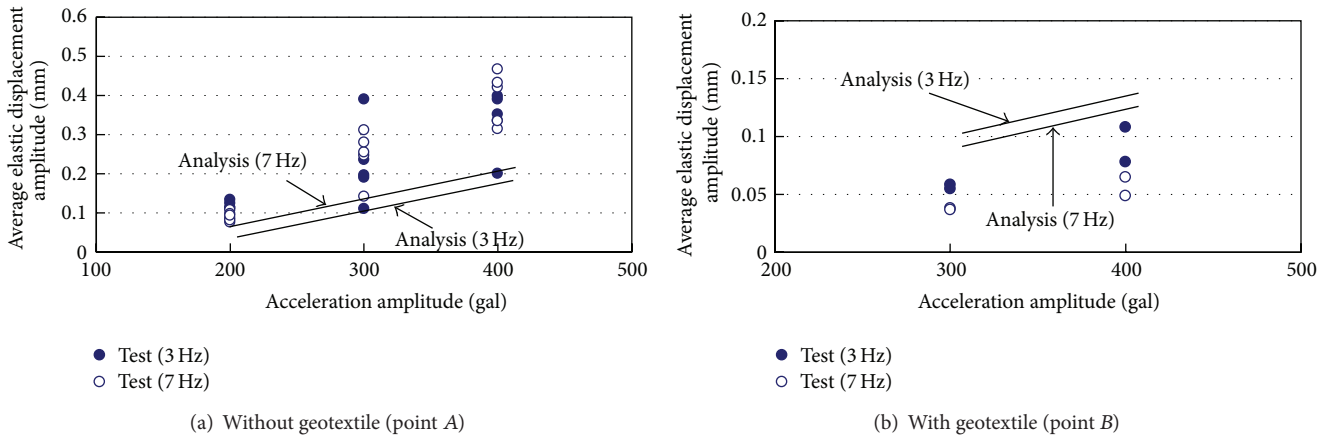 Average elastic displacement
amplitude (mm)
0.6
0.5
0.4
0.3
0.2
0.1
0
Analysis (7 Hz)
Analysis (3 Hz)
100
200
300
400
500
Acceleration amplitude (gal)
Test (3 Hz)
Test (7 Hz)
(a) Without geotextile (point A)
Average elastic displacement
amplitude (mm)
0.2
0.15
0.1
0.05
0
Analysis (3 Hz)
Analysis (7 Hz)
200
300
400
500
Acceleration amplitude (gal)
Test (3 Hz)
Test (7 Hz)
(b) With geotextile (point B)